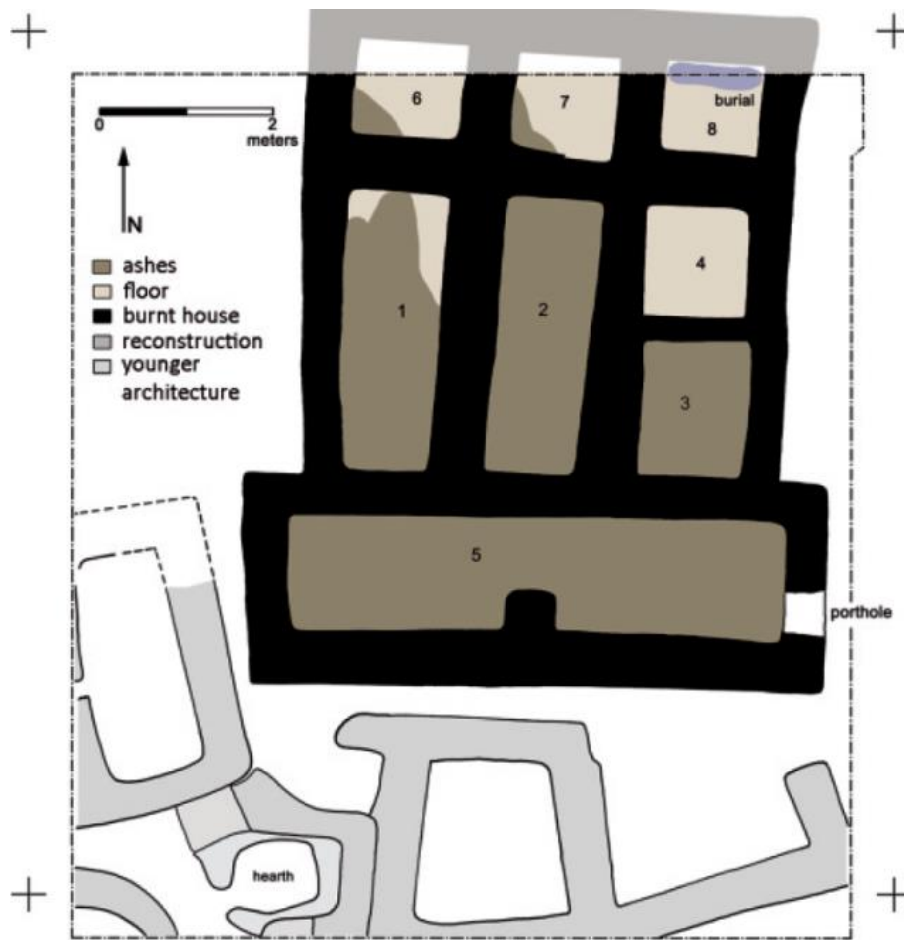 6
7
burial
8
0
2
meters
N
ashes
floor
burnt house
reconstruction
younger
architecture
4
1
2
3
5
porthole
hearth